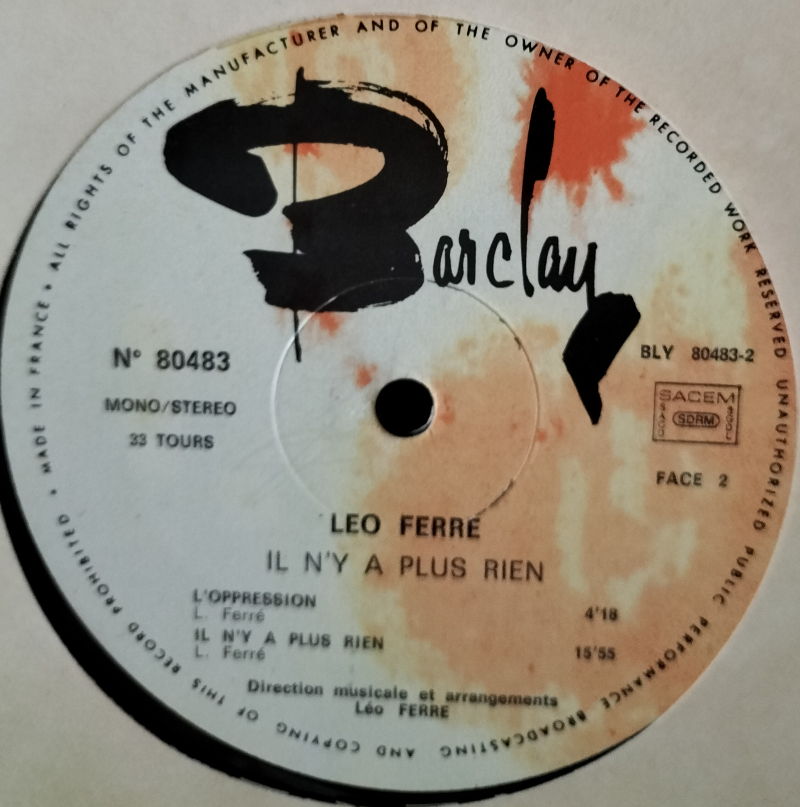 ALL RIGHTS OF THE MANUFACTURER AND OF THE OWNER OF THE RECORDED WORK RESERVED UNAUTHORIZED PUBLIC PERFORMANCE BROADCASTING AND COPYING OF THIS RECORD PROHIBITED • MADE IN FRANCE •
Barclay
N° 80483
MONO/STEREO
33 TOURS
BLY 80483-2
SACEM
SDRM
FACE 2
LEO FERRÉ
IL N'Y A PLUS RIEN
L'OPPRESSION
L. Ferré 4'18
IL N'Y A PLUS RIEN
L. Ferré 15'55
Direction musicale et arrangements
Léo FERRE